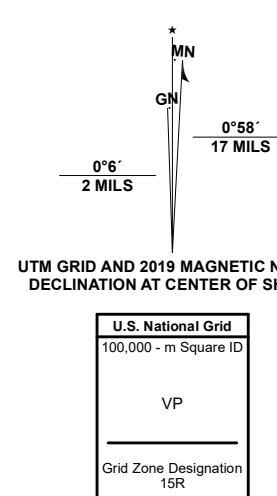 ★
MN
GN
0°58´
17 MILS
0°6´
2 MILS
UTM GRID AND 2019 MAGNETIC N
DECLINATION AT CENTER OF SH
U.S. National Grid
100,000 - m Square ID
VP
Grid Zone Designation
15R